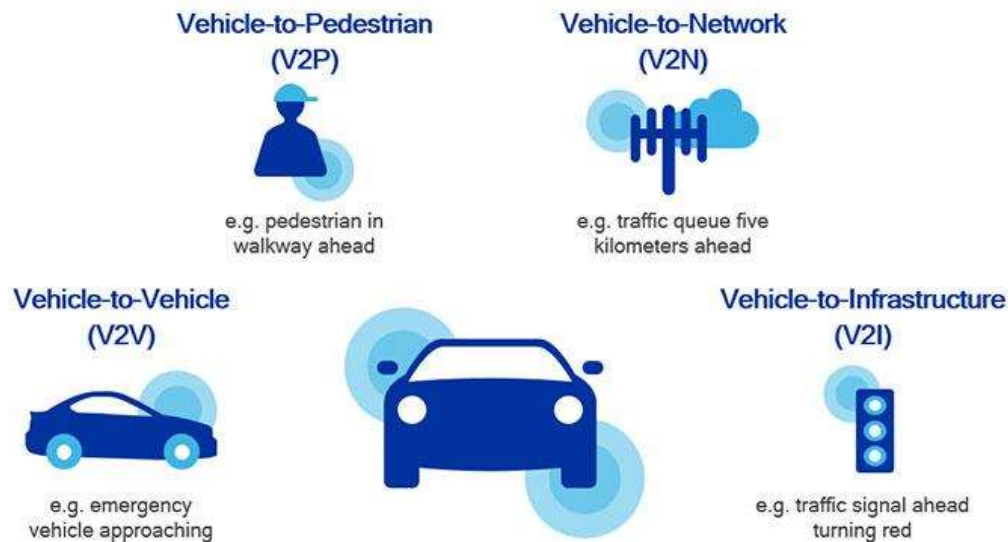 Vehicle-to-Pedestrian
(V2P)
e.g. pedestrian in
walkway ahead
Vehicle-to-Network
(V2N)
e.g. traffic queue five
kilometers ahead
Vehicle-to-Vehicle
(V2V)
e.g. emergency
vehicle approaching
Vehicle-to-Infrastructure
(V2I)
e.g. traffic signal ahead
turning red